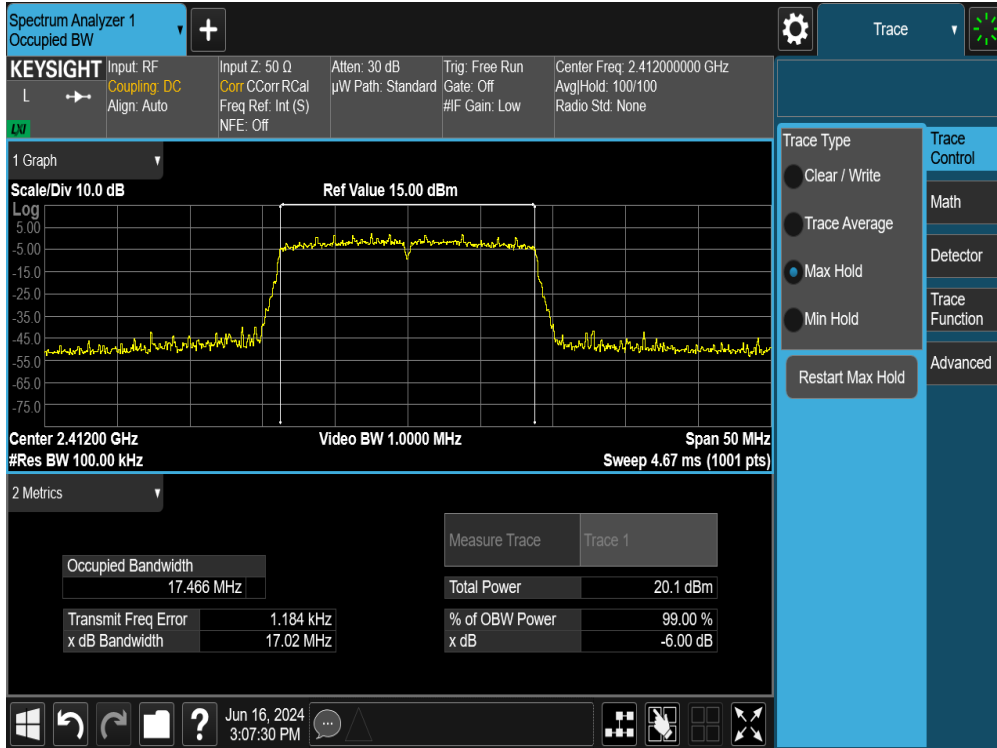 Spectrum Analyzer 1
Occupied BW
+
Trace
KEYSIGHT
L
LXI
Input: RF
Coupling: DC
Align: Auto
Input Z: 50 Ω
Corr CCorr RCal
Freq Ref: Int (S)
NFE: Off
Atten: 30 dB
µW Path: Standard
Trig: Free Run
Gate: Off
#IF Gain: Low
Center Freq: 2.412000000 GHz
Avg|Hold: 100/100
Radio Std: None
1 Graph
Scale/Div 10.0 dB
Ref Value 15.00 dBm
Log
5.00
-5.00
-15.0
-25.0
-35.0
-45.0
-55.0
-65.0
-75.0
Center 2.41200 GHz
Video BW 1.0000 MHz
Span 50 MHz
#Res BW 100.00 kHz
Sweep 4.67 ms (1001 pts)
2 Metrics
Measure Trace
Trace 1
Occupied Bandwidth
17.466 MHz
Total Power
20.1 dBm
Transmit Freq Error
1.184 kHz
% of OBW Power
99.00 %
x dB Bandwidth
17.02 MHz
x dB
-6.00 dB
Trace Type
Clear / Write
Trace Average
Max Hold
Min Hold
Restart Max Hold
Trace
Control
Math
Detector
Trace
Function
Advanced
?
Jun 16, 2024
3:07:30 PM
...